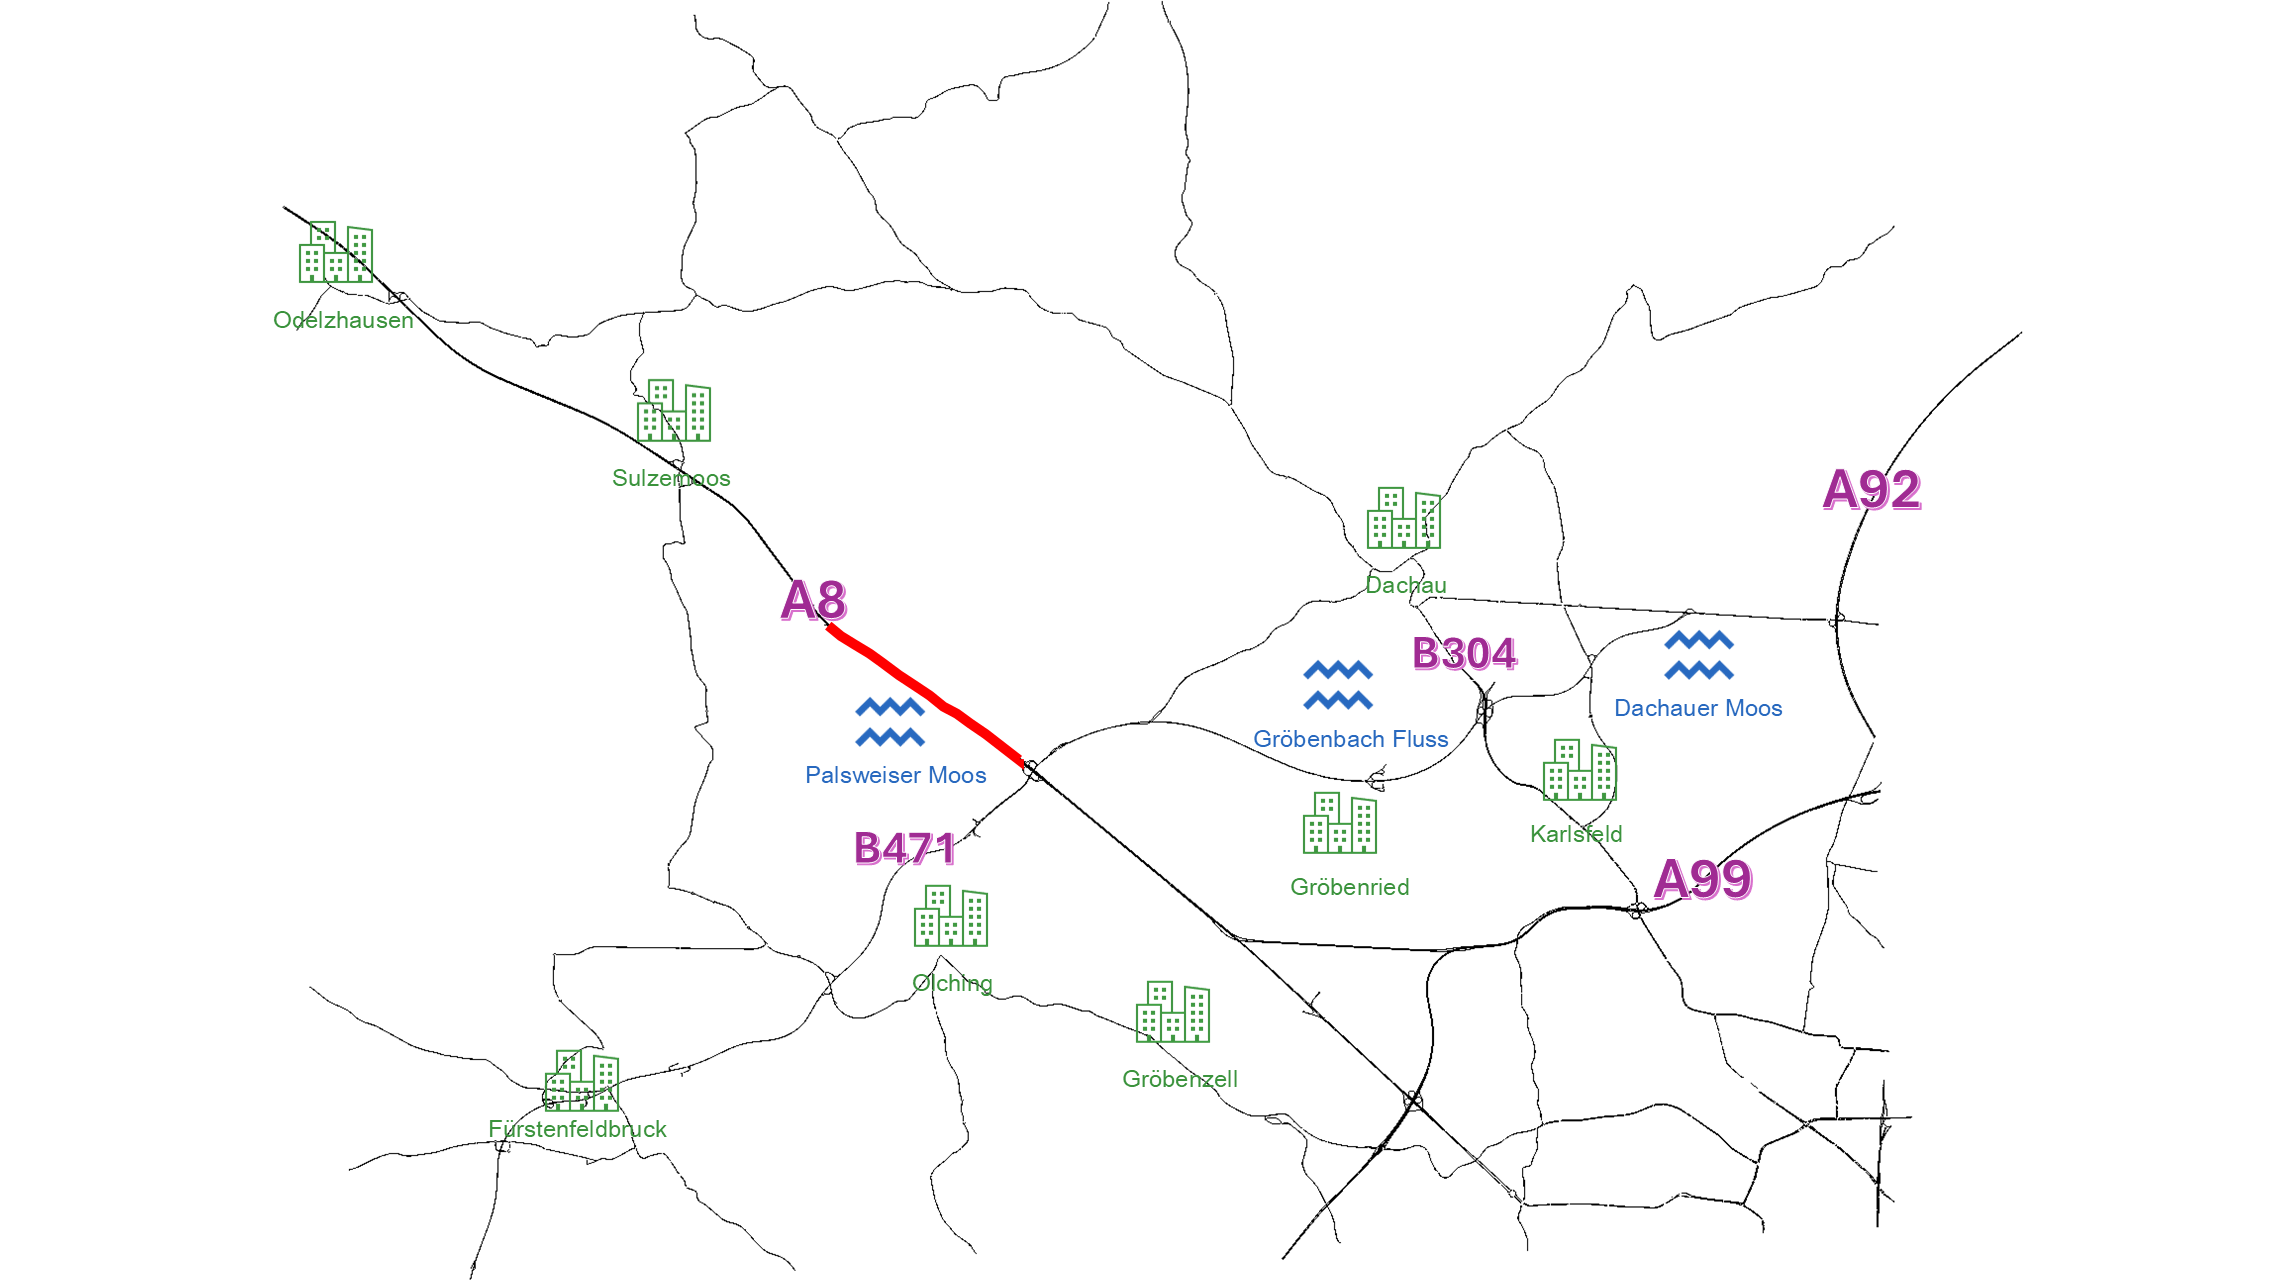 Odelzhausen
Sulzemoos
A92
Dachau
A8
B304
Dachauer Moos
Gröbenbach Fluss
Palsweiser Moos
Karlsfeld
B471
Gröbenried
A99
Olching
Gröbenzell
Fürstenfeldbruck